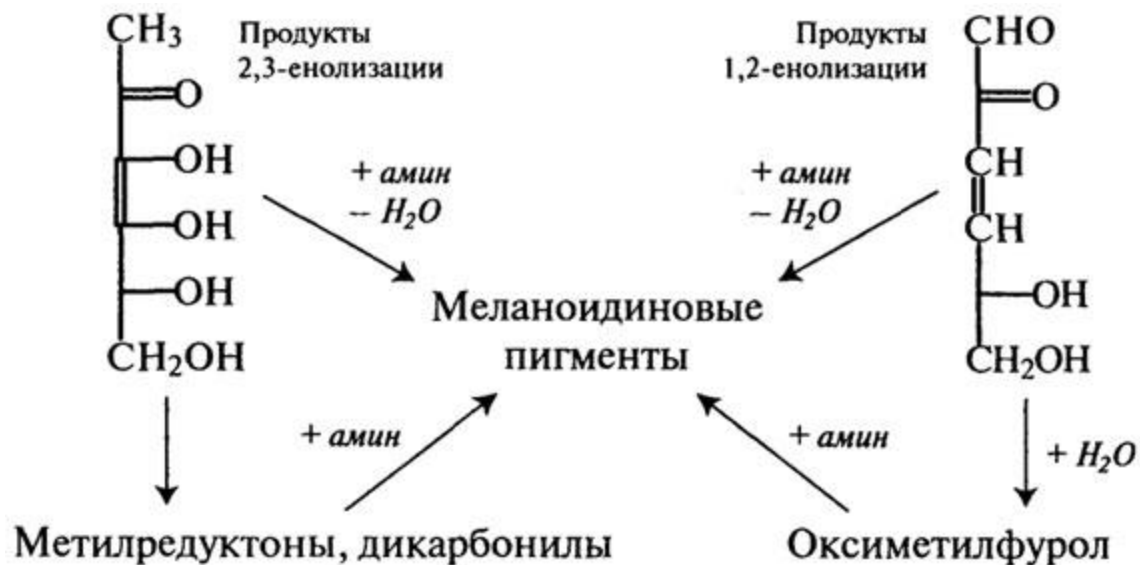 CH₃
Продукты
2,3-енолизации
Продукты
1,2-енолизации
CHO
O
O
OH
+ амин
− H₂O
+ амин
− H₂O
CH
OH
CH
OH
Меланоидиновые
OH
CH₂OH
пигменты
CH₂OH
+ амин
+ амин
+ H₂O
Метилредуктоны, дикарбонилы
Оксиметилфурол